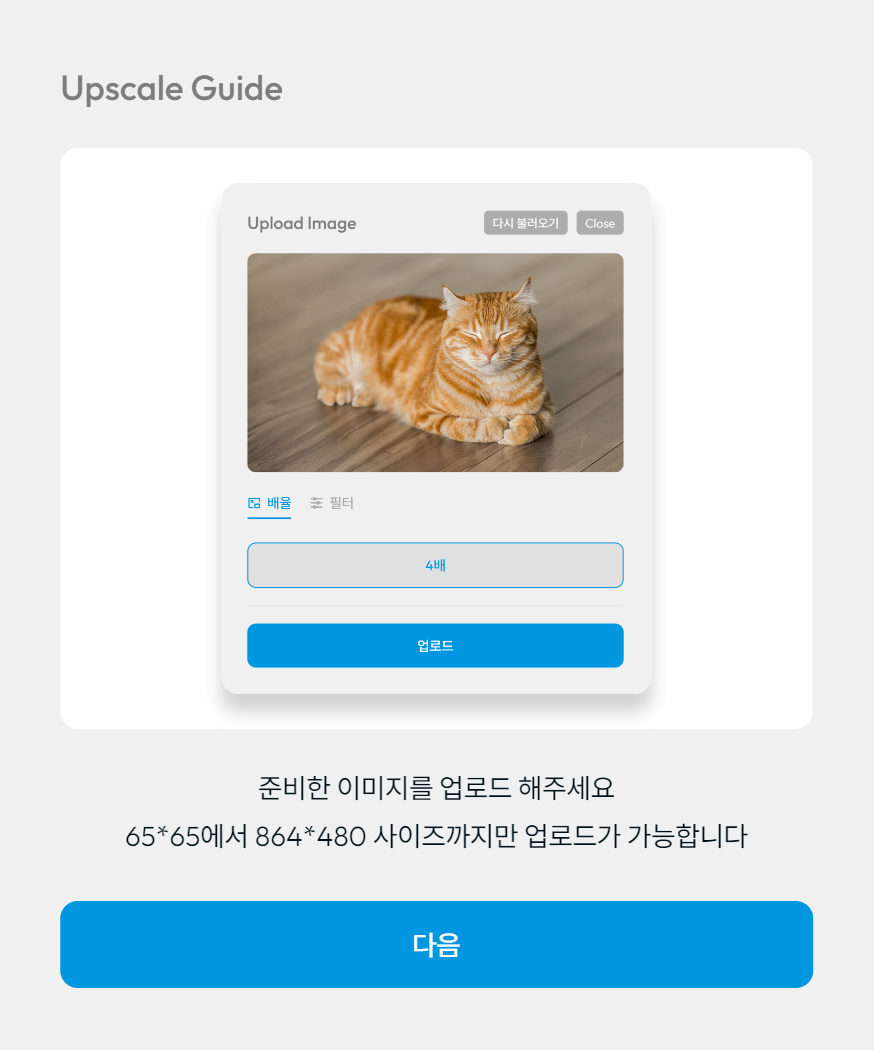 Upscale Guide
Upload Image
다시 불러오기
Close
배율
필터
4배
업로드
준비한 이미지를 업로드 해주세요
65*65에서 864*480 사이즈까지만 업로드가 가능합니다
다음